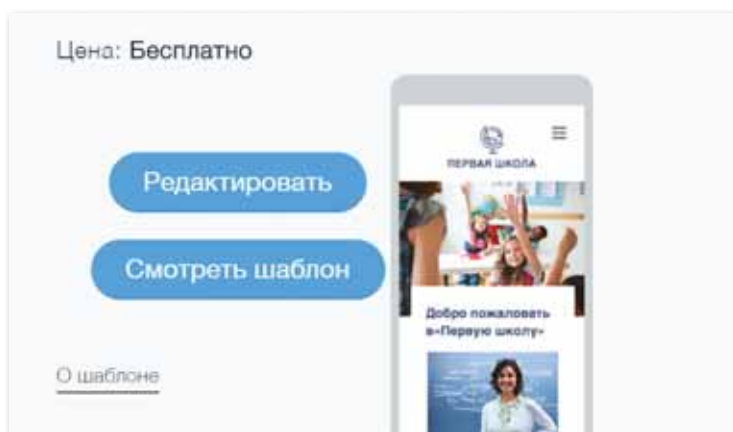 Цена: Бесплатно
Редактировать
Смотреть шаблон
О шаблоне
ПЕРВАЯ ШКОЛА
Добро пожаловать
в«Первую школу»